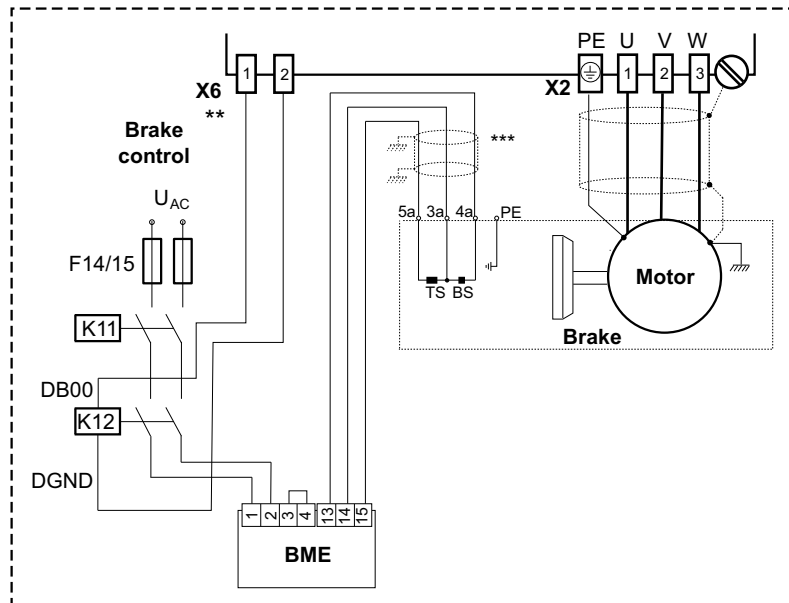 PE U V W
X6 1 2 X2 1 2 3
**
Brake
control
***
U_AC
5a 3a 4a PE
F14/15
TS BS
Motor
K11
Brake
DB00
K12
DGND
1 2 3 4 13 14 15
BME